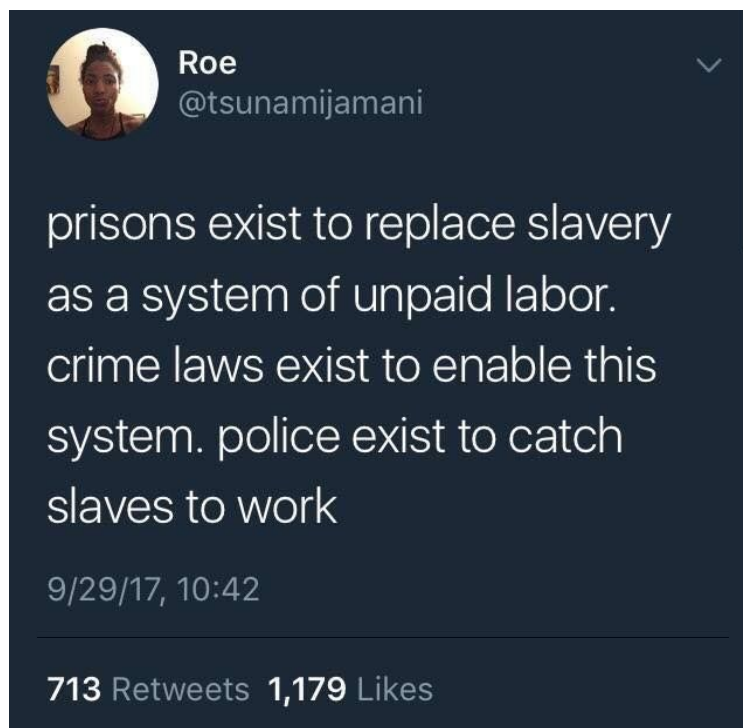 Roe
@tsunamijamani
prisons exist to replace slavery
as a system of unpaid labor.
crime laws exist to enable this
system. police exist to catch
slaves to work
9/29/17, 10:42
713 Retweets 1,179 Likes